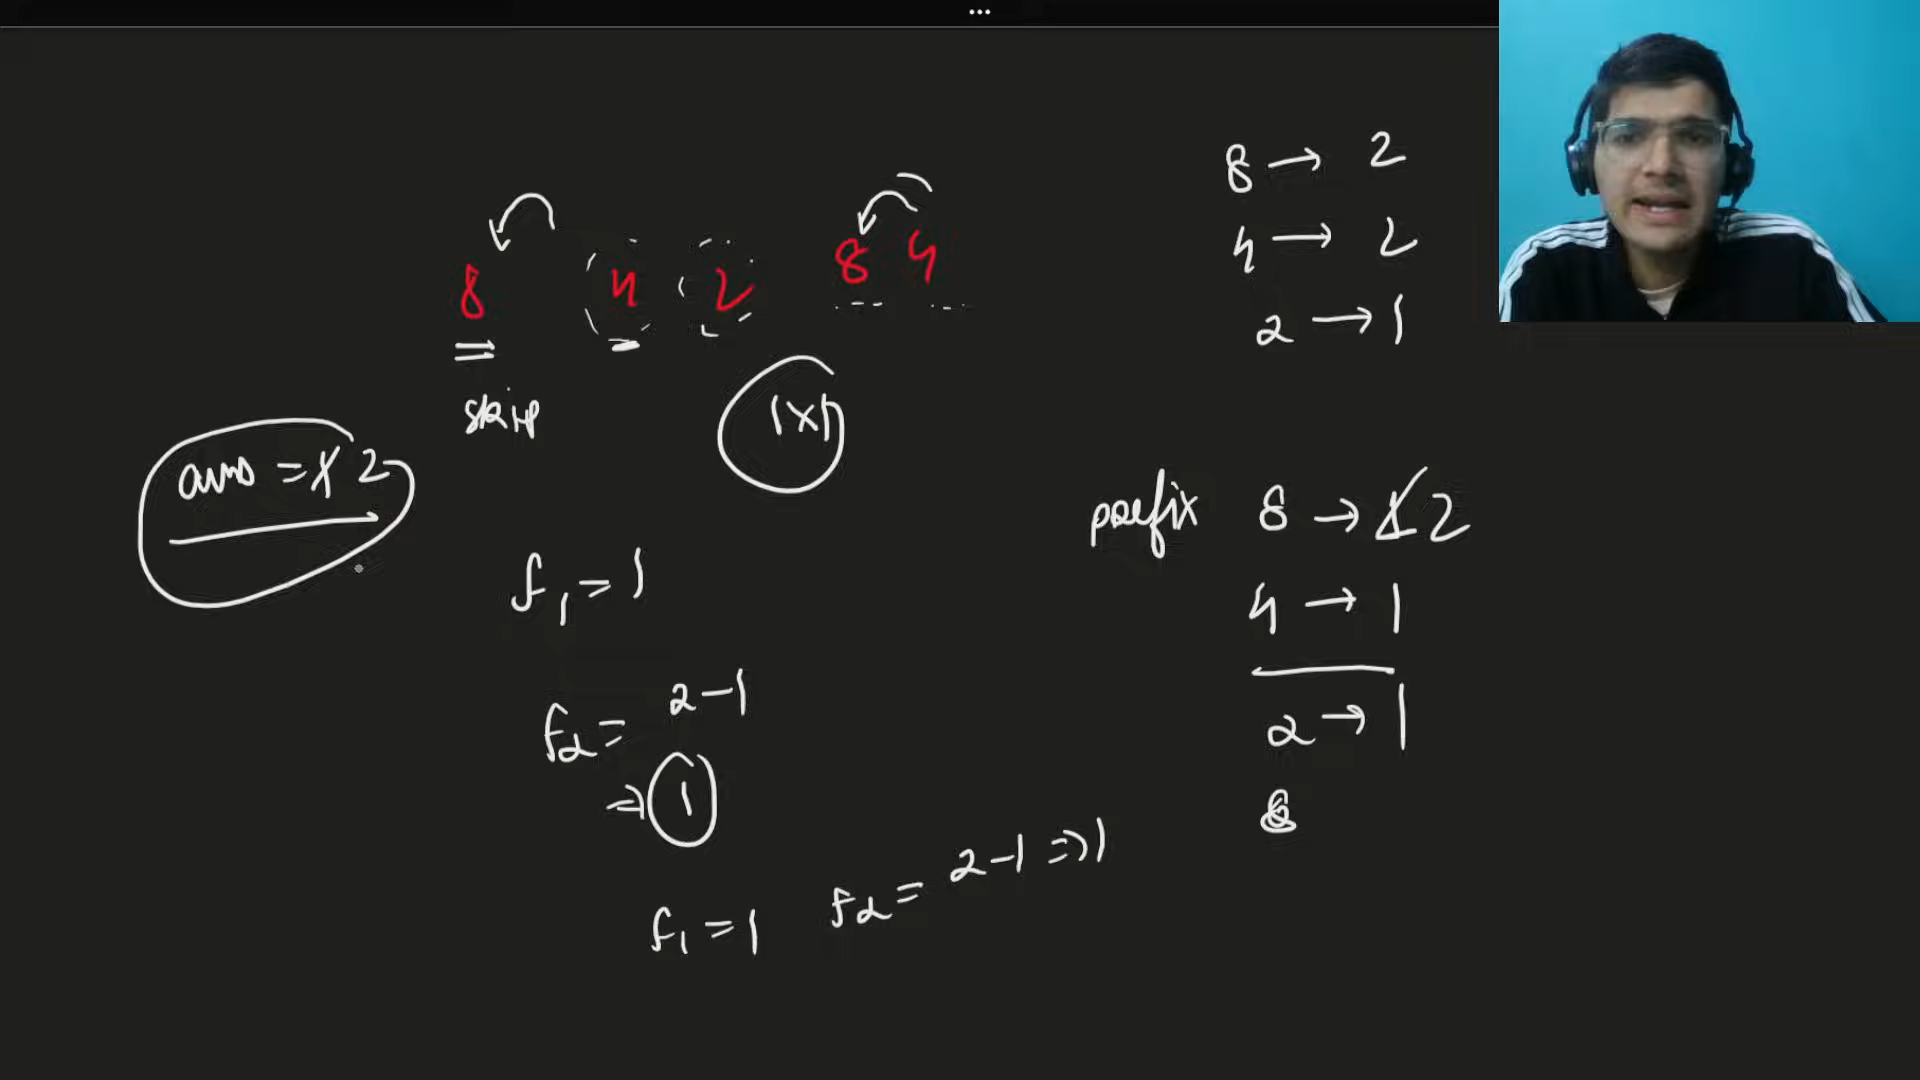 8 4 2 8 4
skip
1x1
ans = 1 2
f1 = 1
f2 = 2-1
⇒ 1
f1 = 1 f2 = 2-1 ⇒ 1
8 → 2
4 → 2
2 → 1
prefix 8 → 1 2
4 → 1
2 → 1